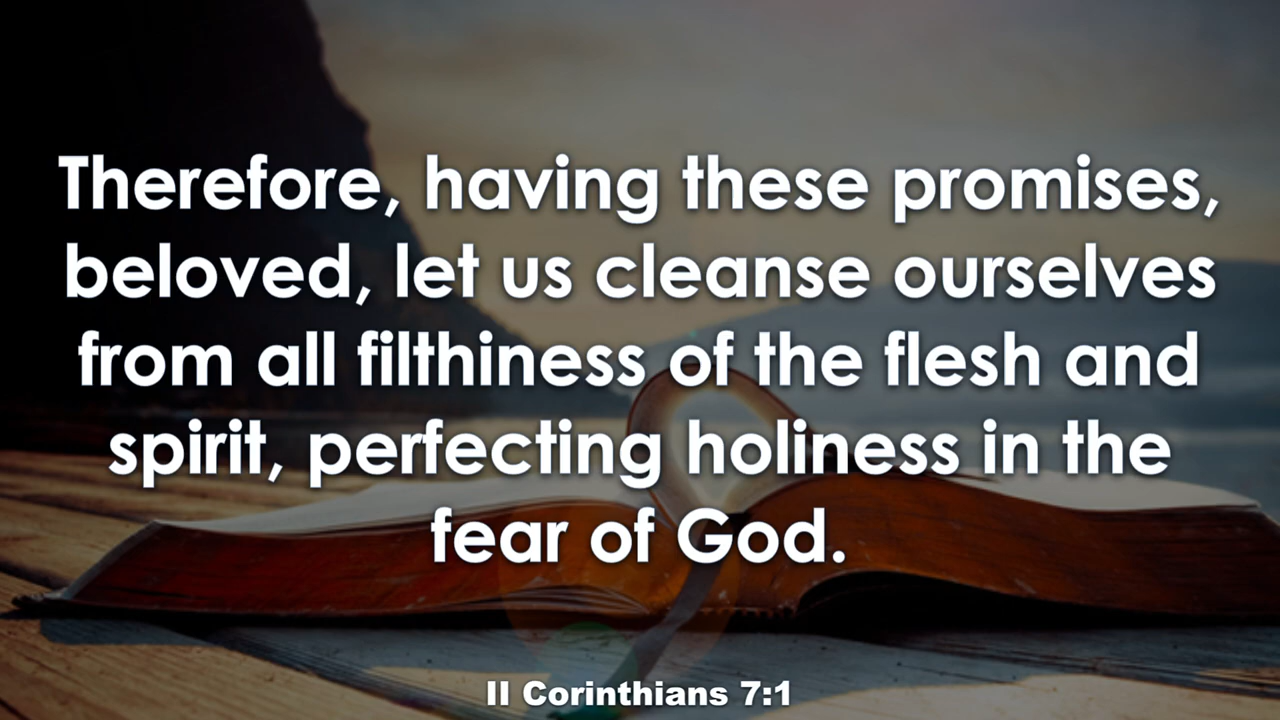 Therefore, having these promises,
beloved, let us cleanse ourselves
from all filthiness of the flesh and
spirit, perfecting holiness in the
fear of God.
II Corinthians 7:1